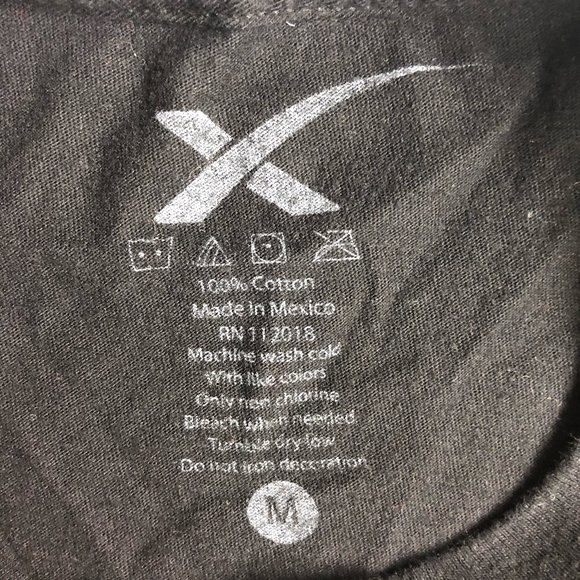 X
100% Cotton
Made in Mexico
RN 112018
Machine wash cold
With like colors
Only non chlorine
Bleach when needed
Tumble dry low
Do not iron decoration
M